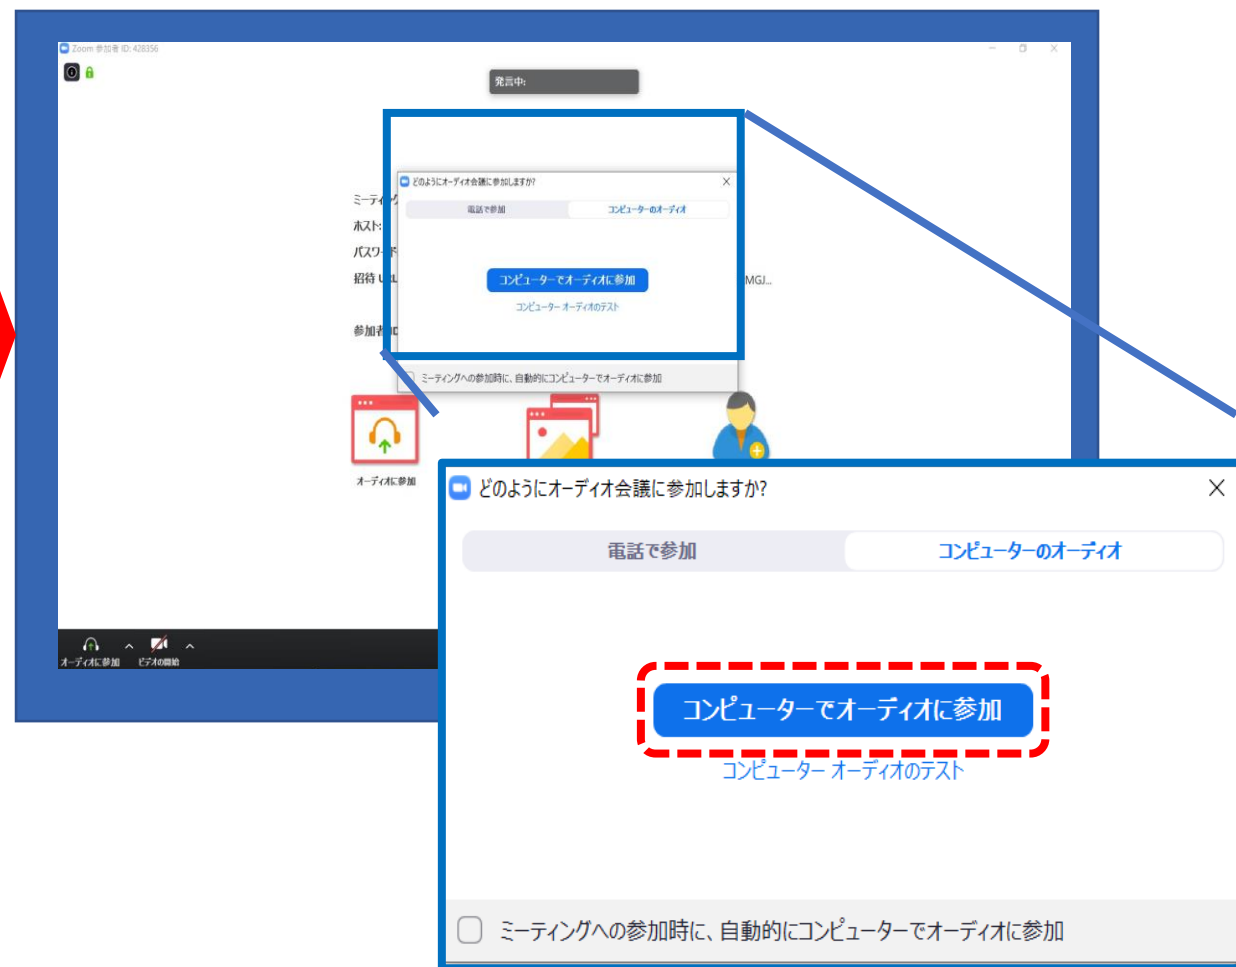 Zoom 参加者 ID: 428356
発言中:
どのようにオーディオ会議に参加しますか?
電話で参加 コンピューターのオーディオ
コンピューターでオーディオに参加
コンピューター オーディオのテスト
ミーティングへの参加時に、自動的にコンピューターでオーディオに参加
ミーティング
ホスト:
パスワード
招待 URL
MGJ...
参加者 ID
オーディオに参加
オーディオに参加 ビデオの開始
どのようにオーディオ会議に参加しますか?
電話で参加 コンピューターのオーディオ
コンピューターでオーディオに参加
コンピューター オーディオのテスト
ミーティングへの参加時に、自動的にコンピューターでオーディオに参加